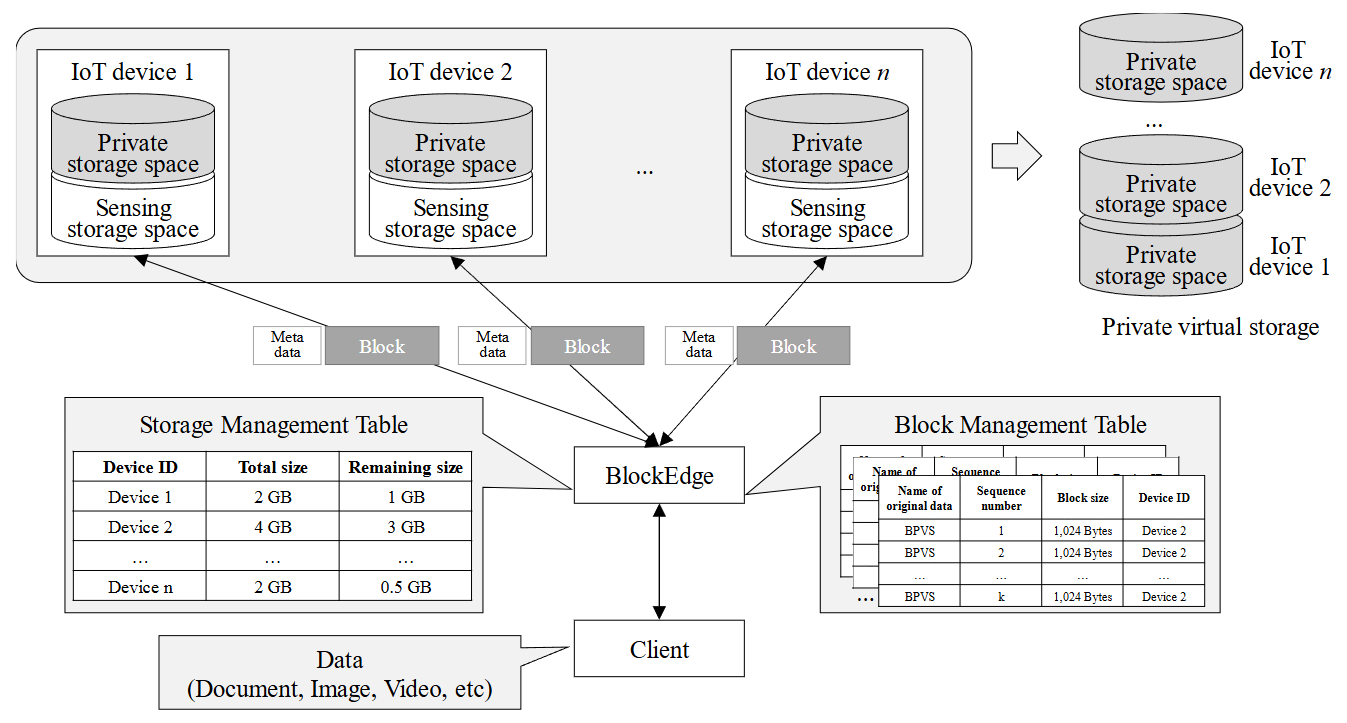 IoT device 1
Private
storage space
Sensing
storage space
IoT device 2
Private
storage space
Sensing
storage space
...
IoT device n
Private
storage space
Sensing
storage space
Private
storage space
IoT
device n
...
Private
storage space
IoT
device 2
Private
storage space
IoT
device 1
Private virtual storage
Meta
data
Block
Meta
data
Block
Meta
data
Block
Storage Management Table
Device ID Total size Remaining size
Device 1 2 GB 1 GB
Device 2 4 GB 3 GB
... ... ...
Device n 2 GB 0.5 GB
BlockEdge
Block Management Table
Name of
Sequence
Name of
original data
Sequence
number
Block size
Device ID
BPVS 1 1,024 Bytes Device 2
BPVS 2 1,024 Bytes Device 2
... ... ... ...
BPVS k 1,024 Bytes Device 2
...
Client
Data
(Document, Image, Video, etc)